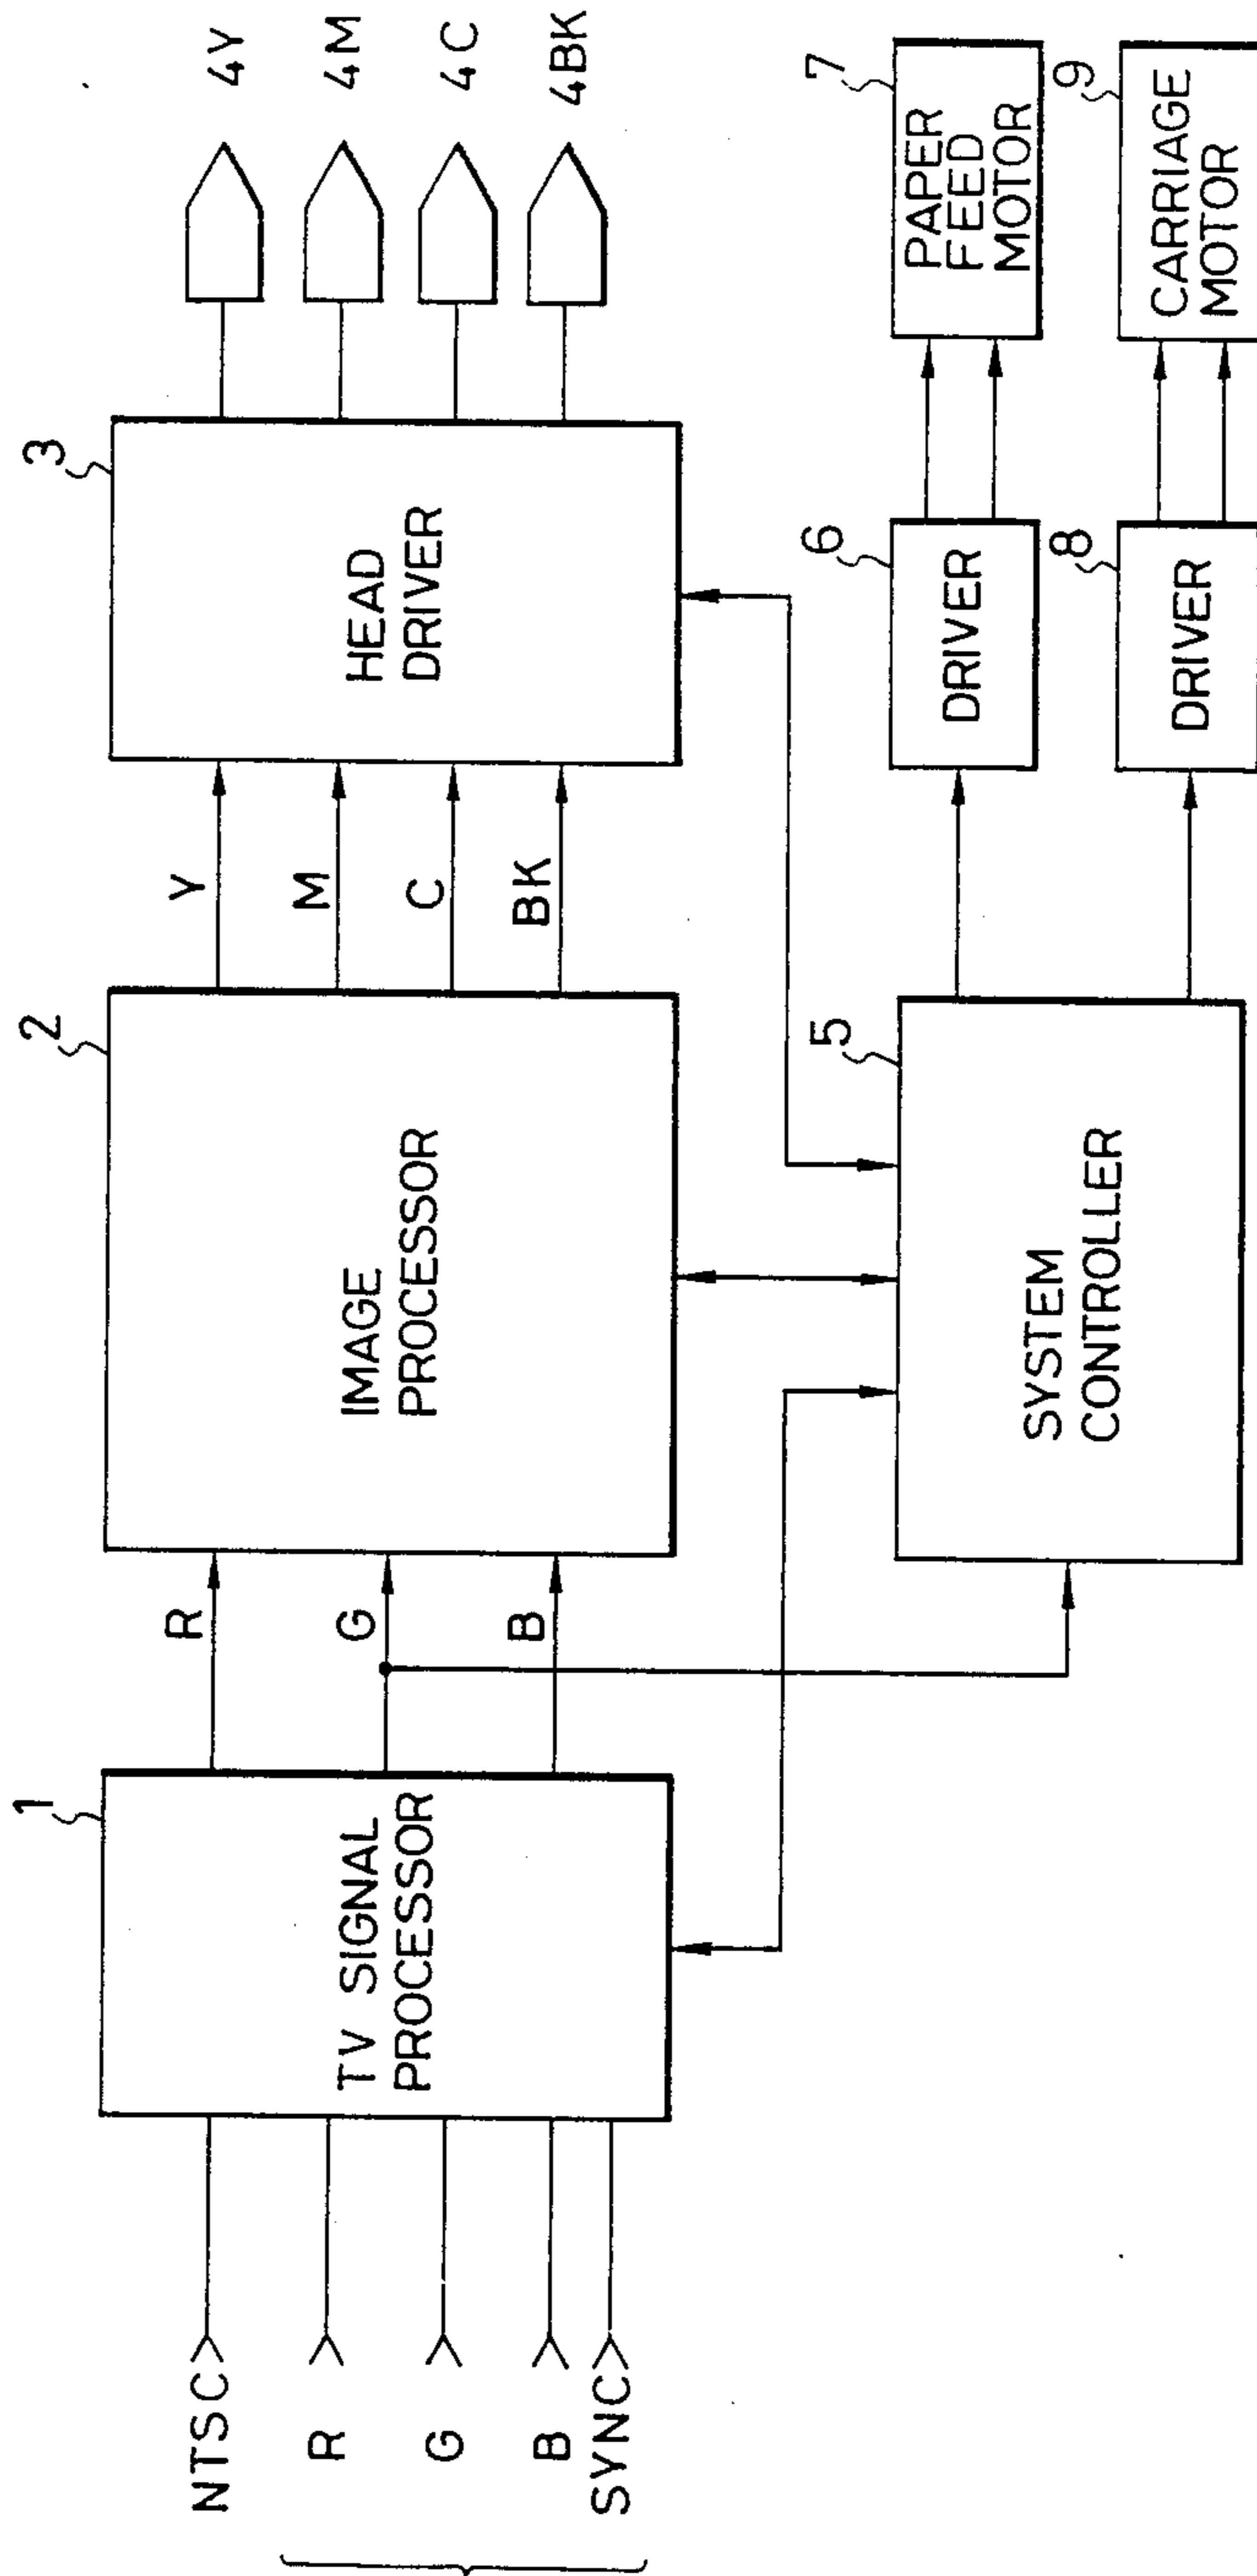 NTSC>
R >
G >
B >
SYNC>
1
TV SIGNAL
PROCESSOR
R
G
B
2
IMAGE
PROCESSOR
Y
M
C
BK
3
HEAD
DRIVER
4Y
4M
4C
4BK
5
SYSTEM
CONTROLLER
6
DRIVER
7
PAPER
FEED
MOTOR
8
DRIVER
9
CARRIAGE
MOTOR